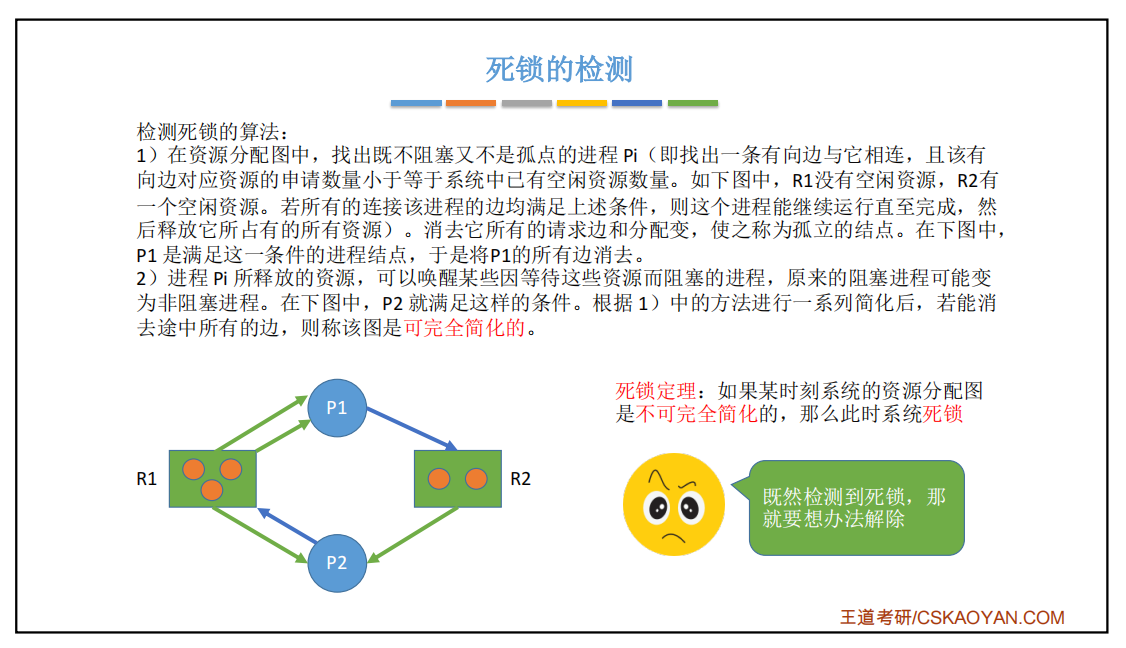 死锁的检测
检测死锁的算法：
1）在资源分配图中，找出既不阻塞又不是孤点的进程 Pi（即找出一条有向边与它相连，且该有
向边对应资源的申请数量小于等于系统中已有空闲资源数量。如下图中，R1没有空闲资源，R2有
一个空闲资源。若所有的连接该进程的边均满足上述条件，则这个进程能继续运行直至完成，然
后释放它所占有的所有资源）。消去它所有的请求边和分配变，使之称为孤立的结点。在下图中，
P1 是满足这一条件的进程结点，于是将P1的所有边消去。
2）进程 Pi 所释放的资源，可以唤醒某些因等待这些资源而阻塞的进程，原来的阻塞进程可能变
为非阻塞进程。在下图中，P2 就满足这样的条件。根据 1）中的方法进行一系列简化后，若能消
去途中所有的边，则称该图是可完全简化的。
死锁定理：如果某时刻系统的资源分配图
是不可完全简化的，那么此时系统死锁
P1
R1
R2
P2
既然检测到死锁，那
就要想办法解除
王道考研/CSKAOYAN.COM